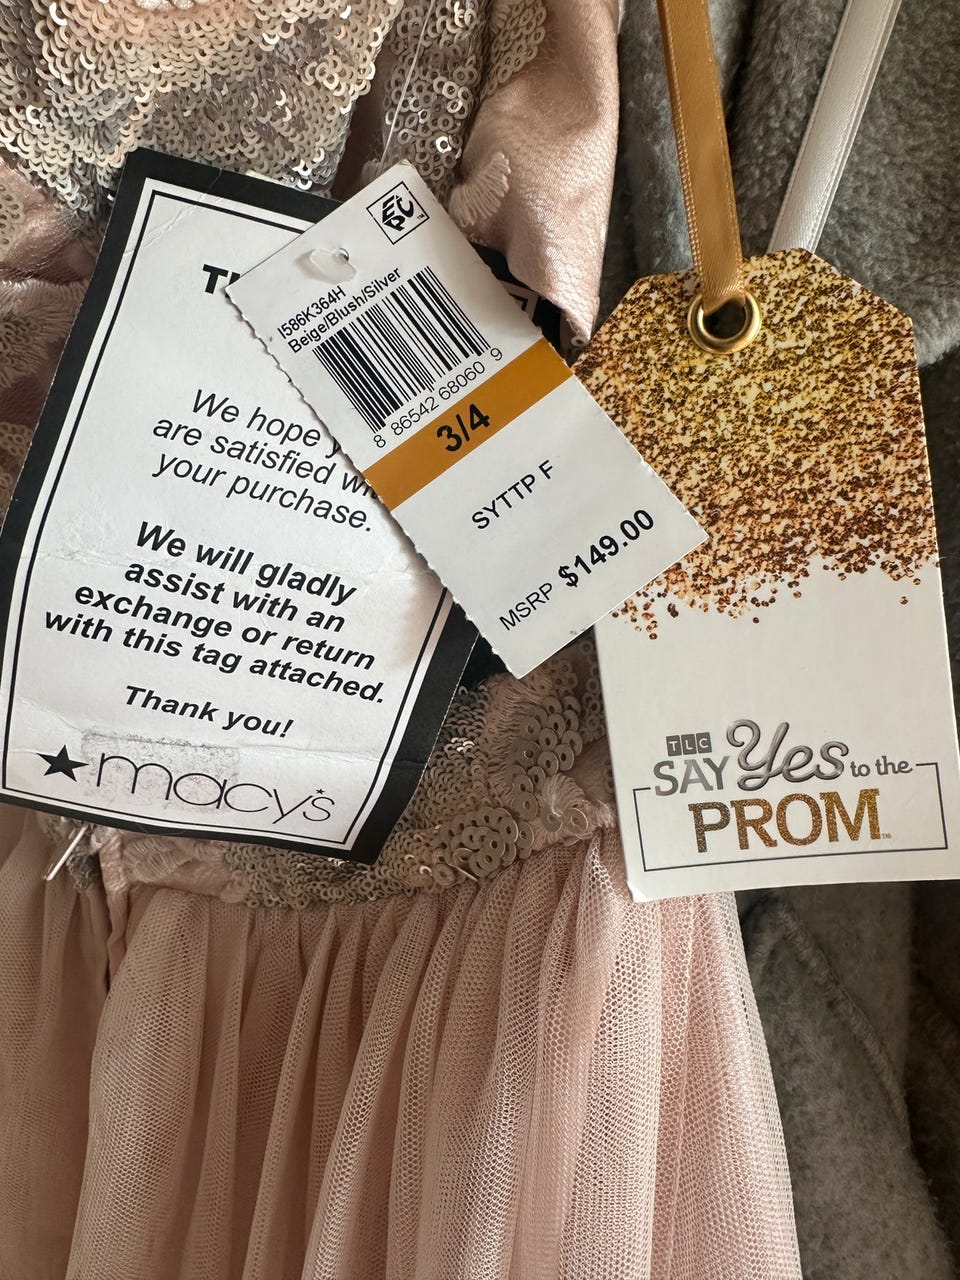 We hope
are satisfied
your purchase.
We will gladly
assist with an
exchange or return
with this tag attached.
Thank you!
macy's
EPC
I586K364H
Beige/Blush/Silver
8 86542 68060 9
3/4
SYTTP F
MSRP $149.00
TLC
SAY Yes to the
PROM™